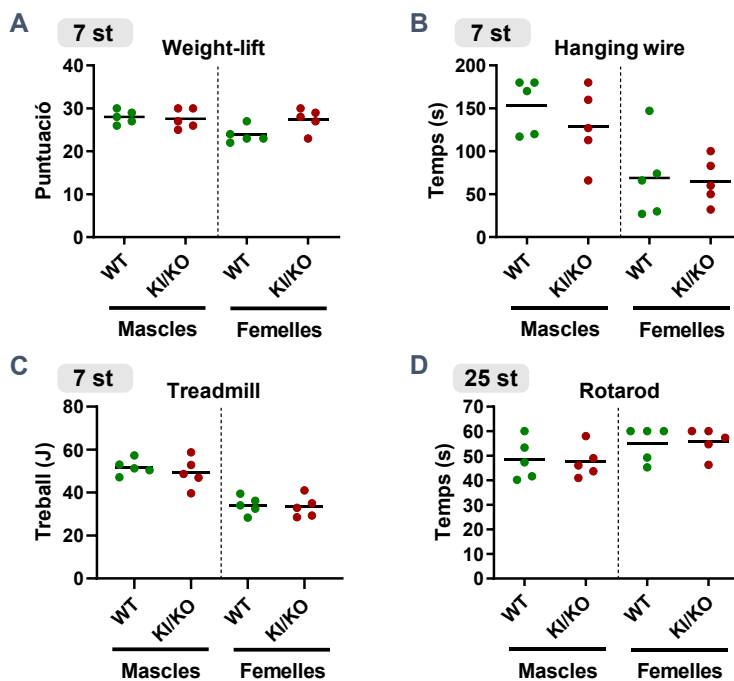 A
7 st
Weight-lift
Puntuació
40
30
20
10
0
WT
KI/KO
WT
KI/KO
Mascles
Femelles
B
7 st
Hanging wire
Temps (s)
200
150
100
50
0
WT
KI/KO
WT
KI/KO
Mascles
Femelles
C
7 st
Treadmill
Treball (J)
80
60
40
20
0
WT
KI/KO
WT
KI/KO
Mascles
Femelles
D
25 st
Rotarod
Temps (s)
70
60
50
40
30
20
10
0
WT
KI/KO
WT
KI/KO
Mascles
Femelles